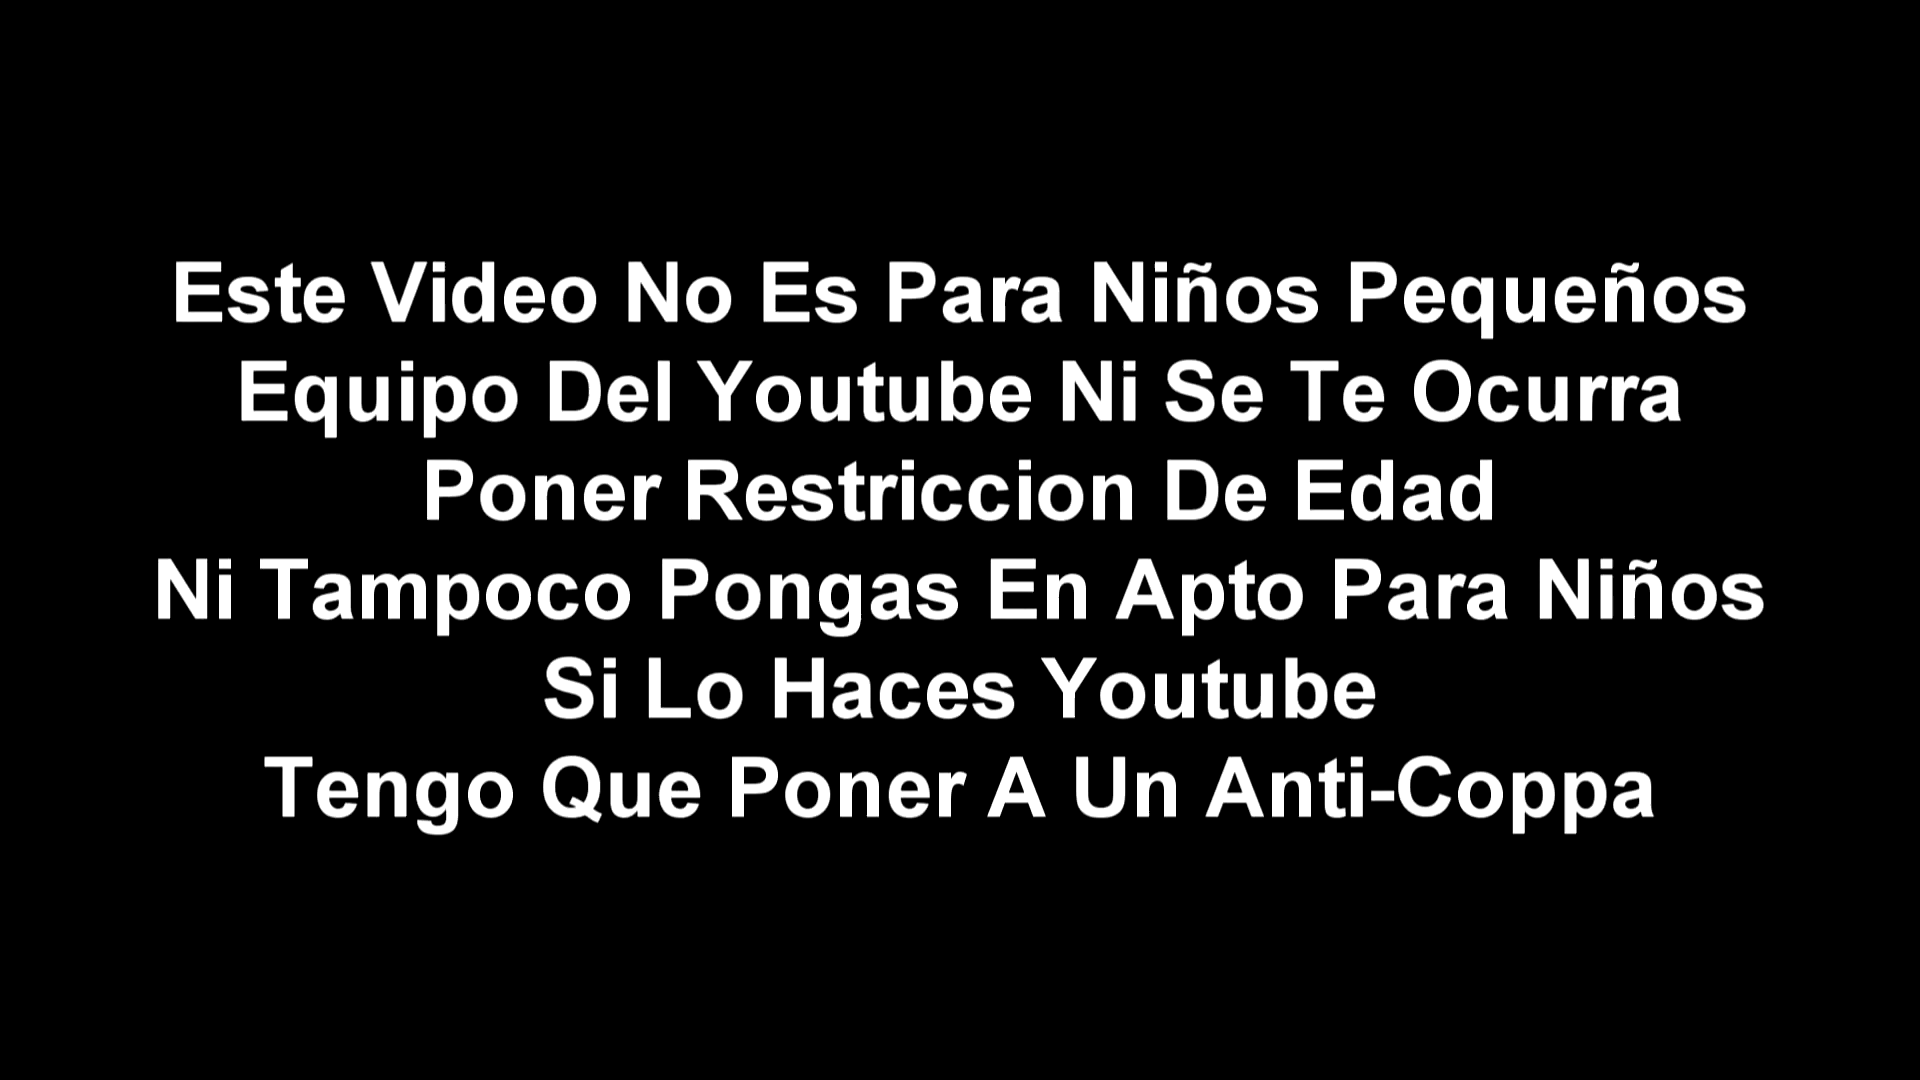 Este Video No Es Para Niños Pequeños
Equipo Del Youtube Ni Se Te Ocurra
Poner Restriccion De Edad
Ni Tampoco Pongas En Apto Para Niños
Si Lo Haces Youtube
Tengo Que Poner A Un Anti-Coppa